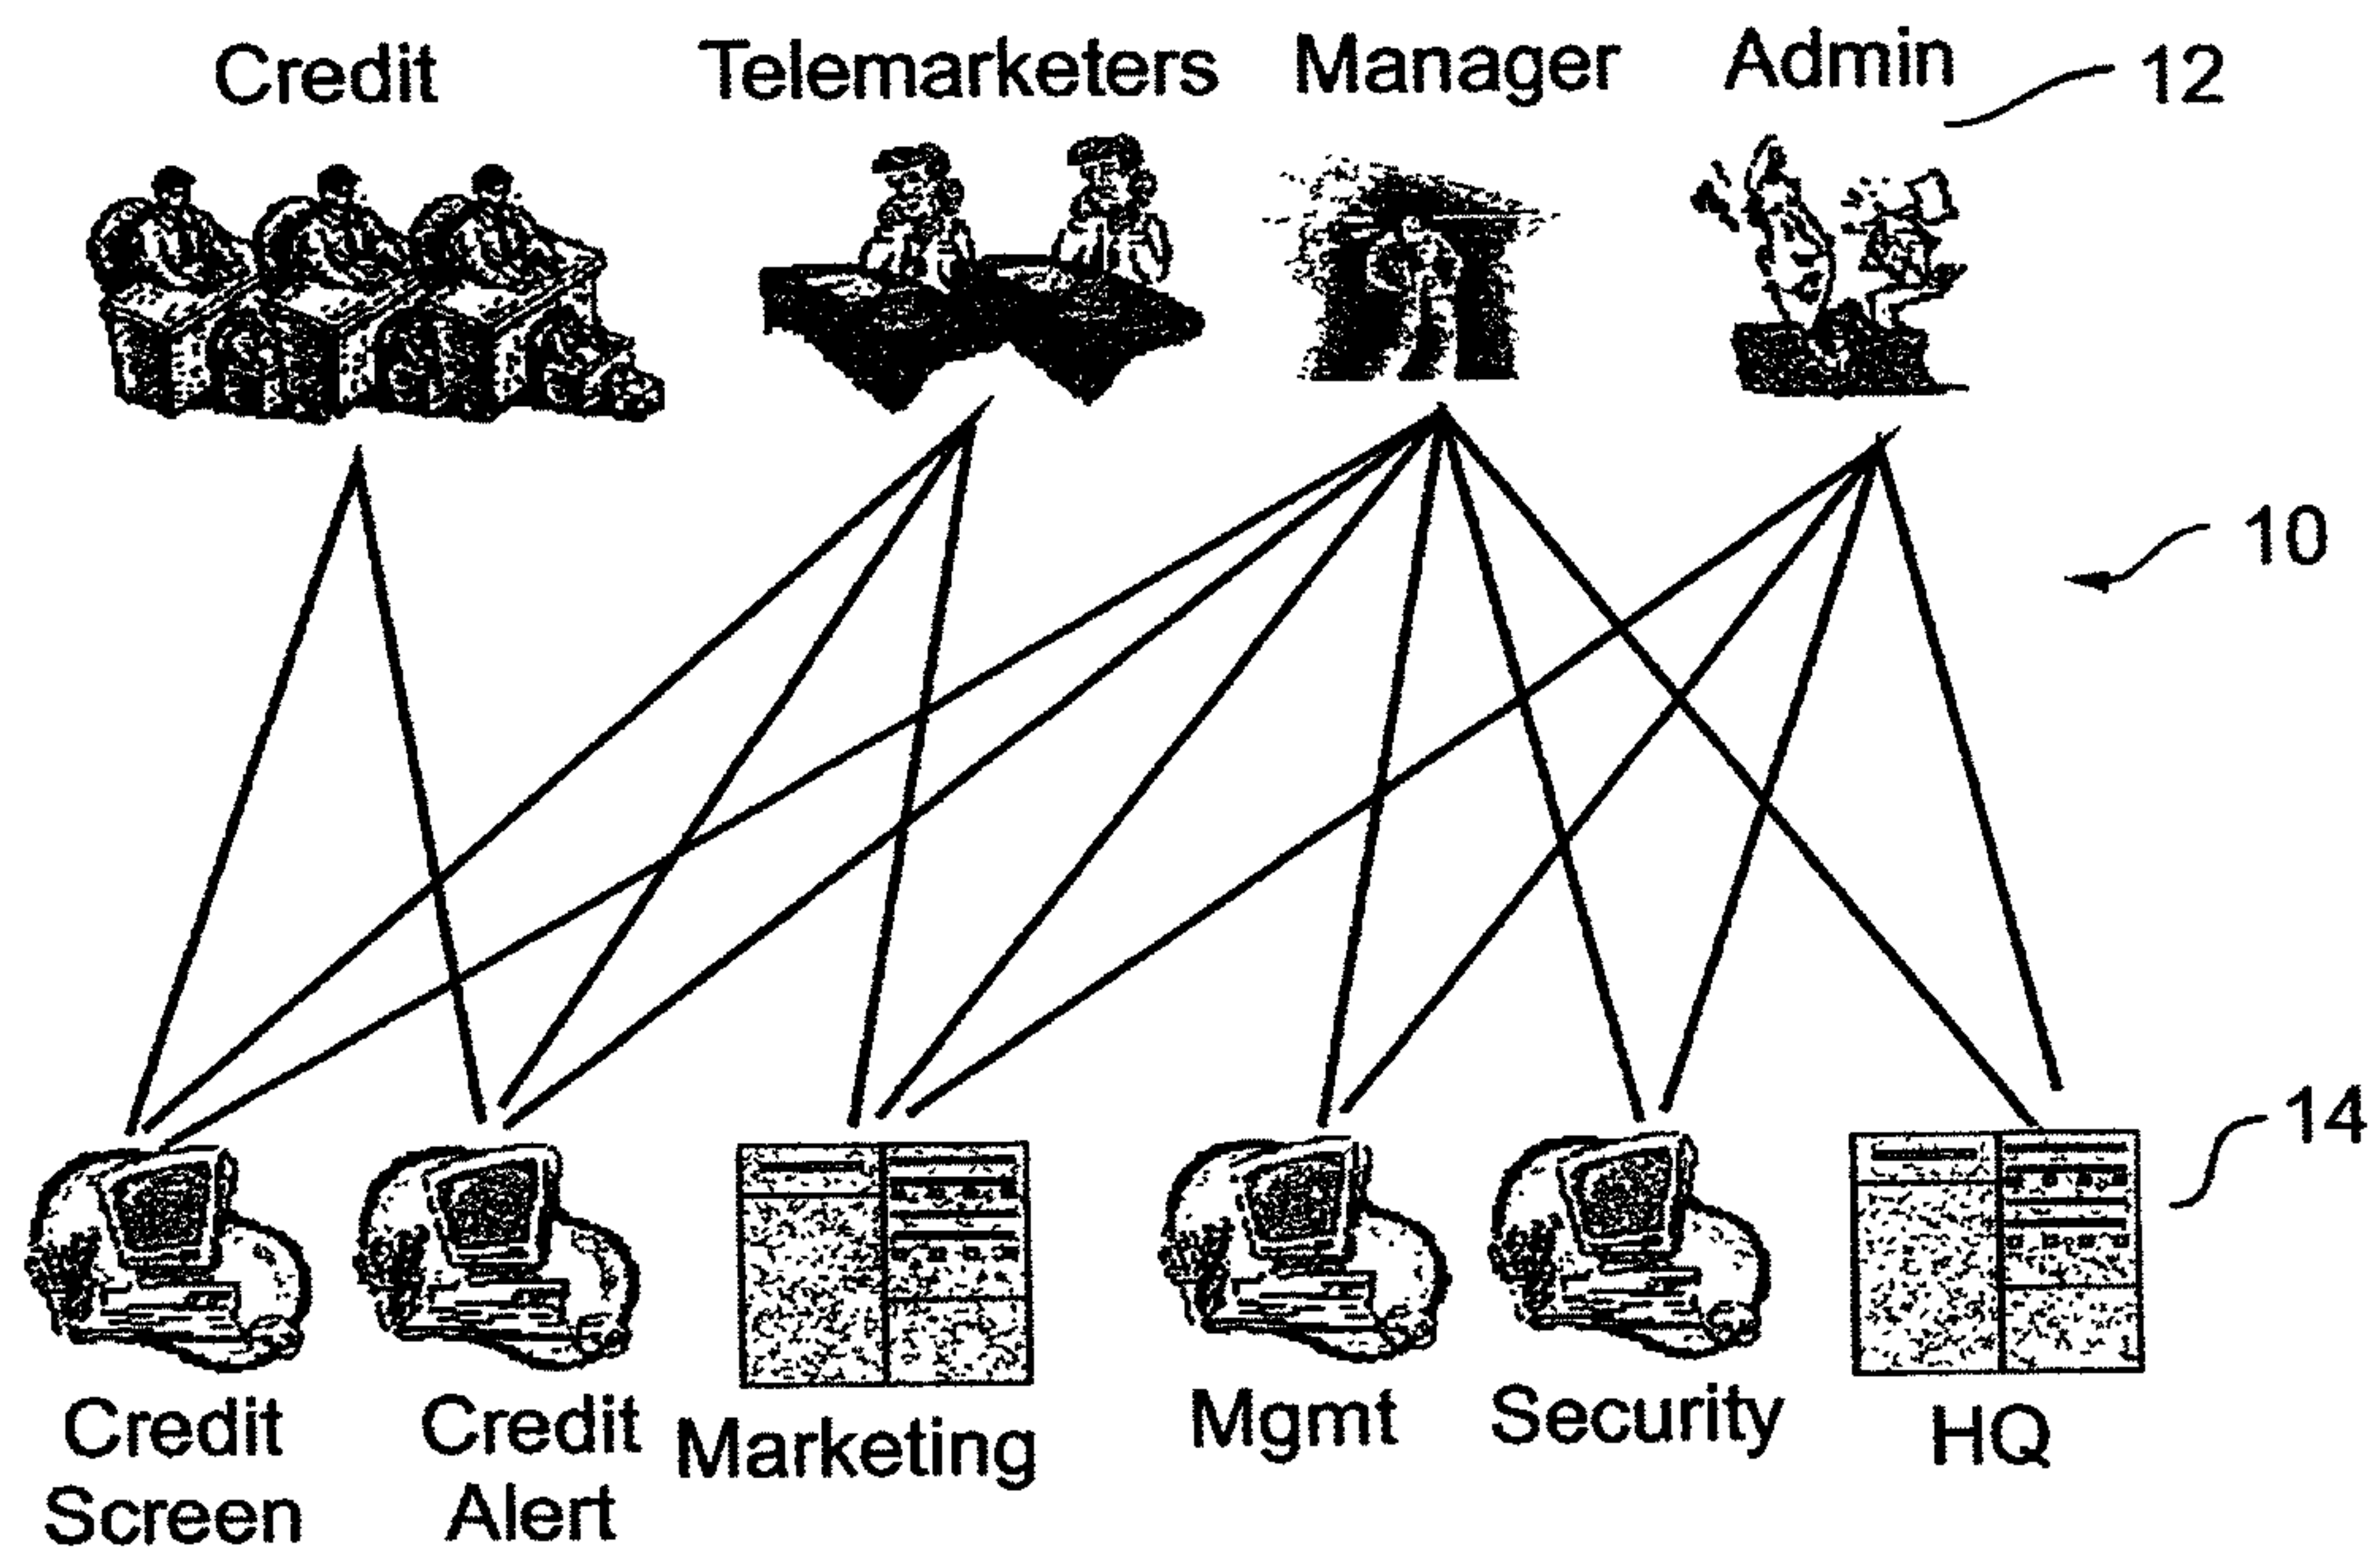 Credit Telemarketers Manager Admin 12
10
14
Credit Screen
Credit Alert
Marketing
Mgmt
Security
HQ